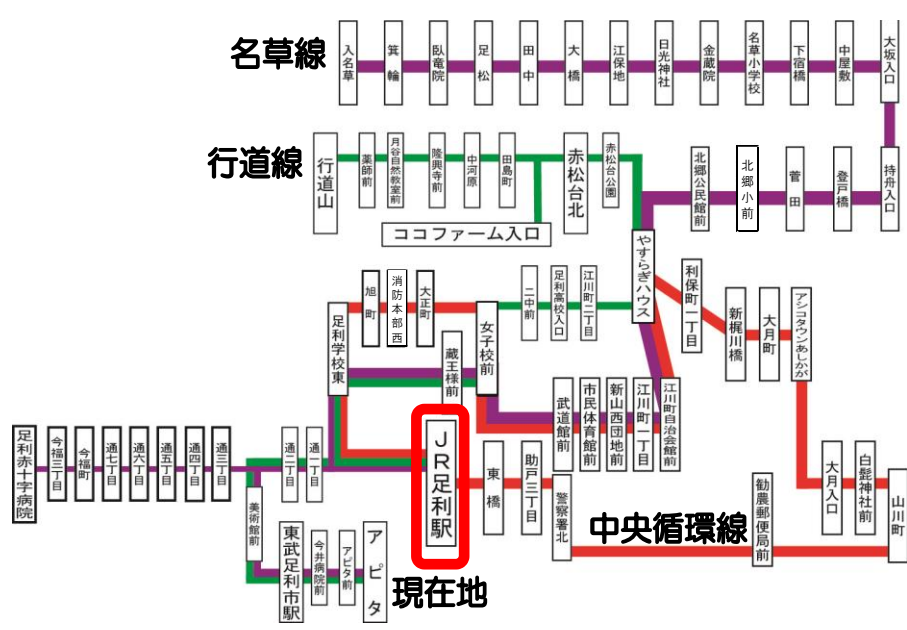 名草線
入名草
箕輪
臥竜院
足松
田中
大橋
江保地
日光神社
金蔵院
名草小学校
下宿橋
中屋敷
大坂入口
行道線
行道山
薬師前
月谷自然教室前
隆興寺前
中河原
田島町
赤松台北
赤松台公園
北郷公民館前
北郷小前
菅田
登戸橋
持舟入口
ココファーム入口
やすらぎハウス
利保町一丁目
新梶川橋
大月町
アシコタウンあしかが
足利学校東
旭町
消防本部西
大正町
女子校前
二中前
足利高校入口
江川町二丁目
蔵王様前
武道館前
市民体育館前
新山西団地前
江川町一丁目
江川町自治会館前
足利赤十字病院
今福三丁目
今福町
通七丁目
通六丁目
通五丁目
通四丁目
通三丁目
通二丁目
通一丁目
JR足利駅
東橋
助戸三丁目
警察署北
中央循環線
勧農郵便局前
大月入口
白髭神社前
山川町
美術館前
東武足利市駅
今井病院前
アピタ前
アピタ
現在地